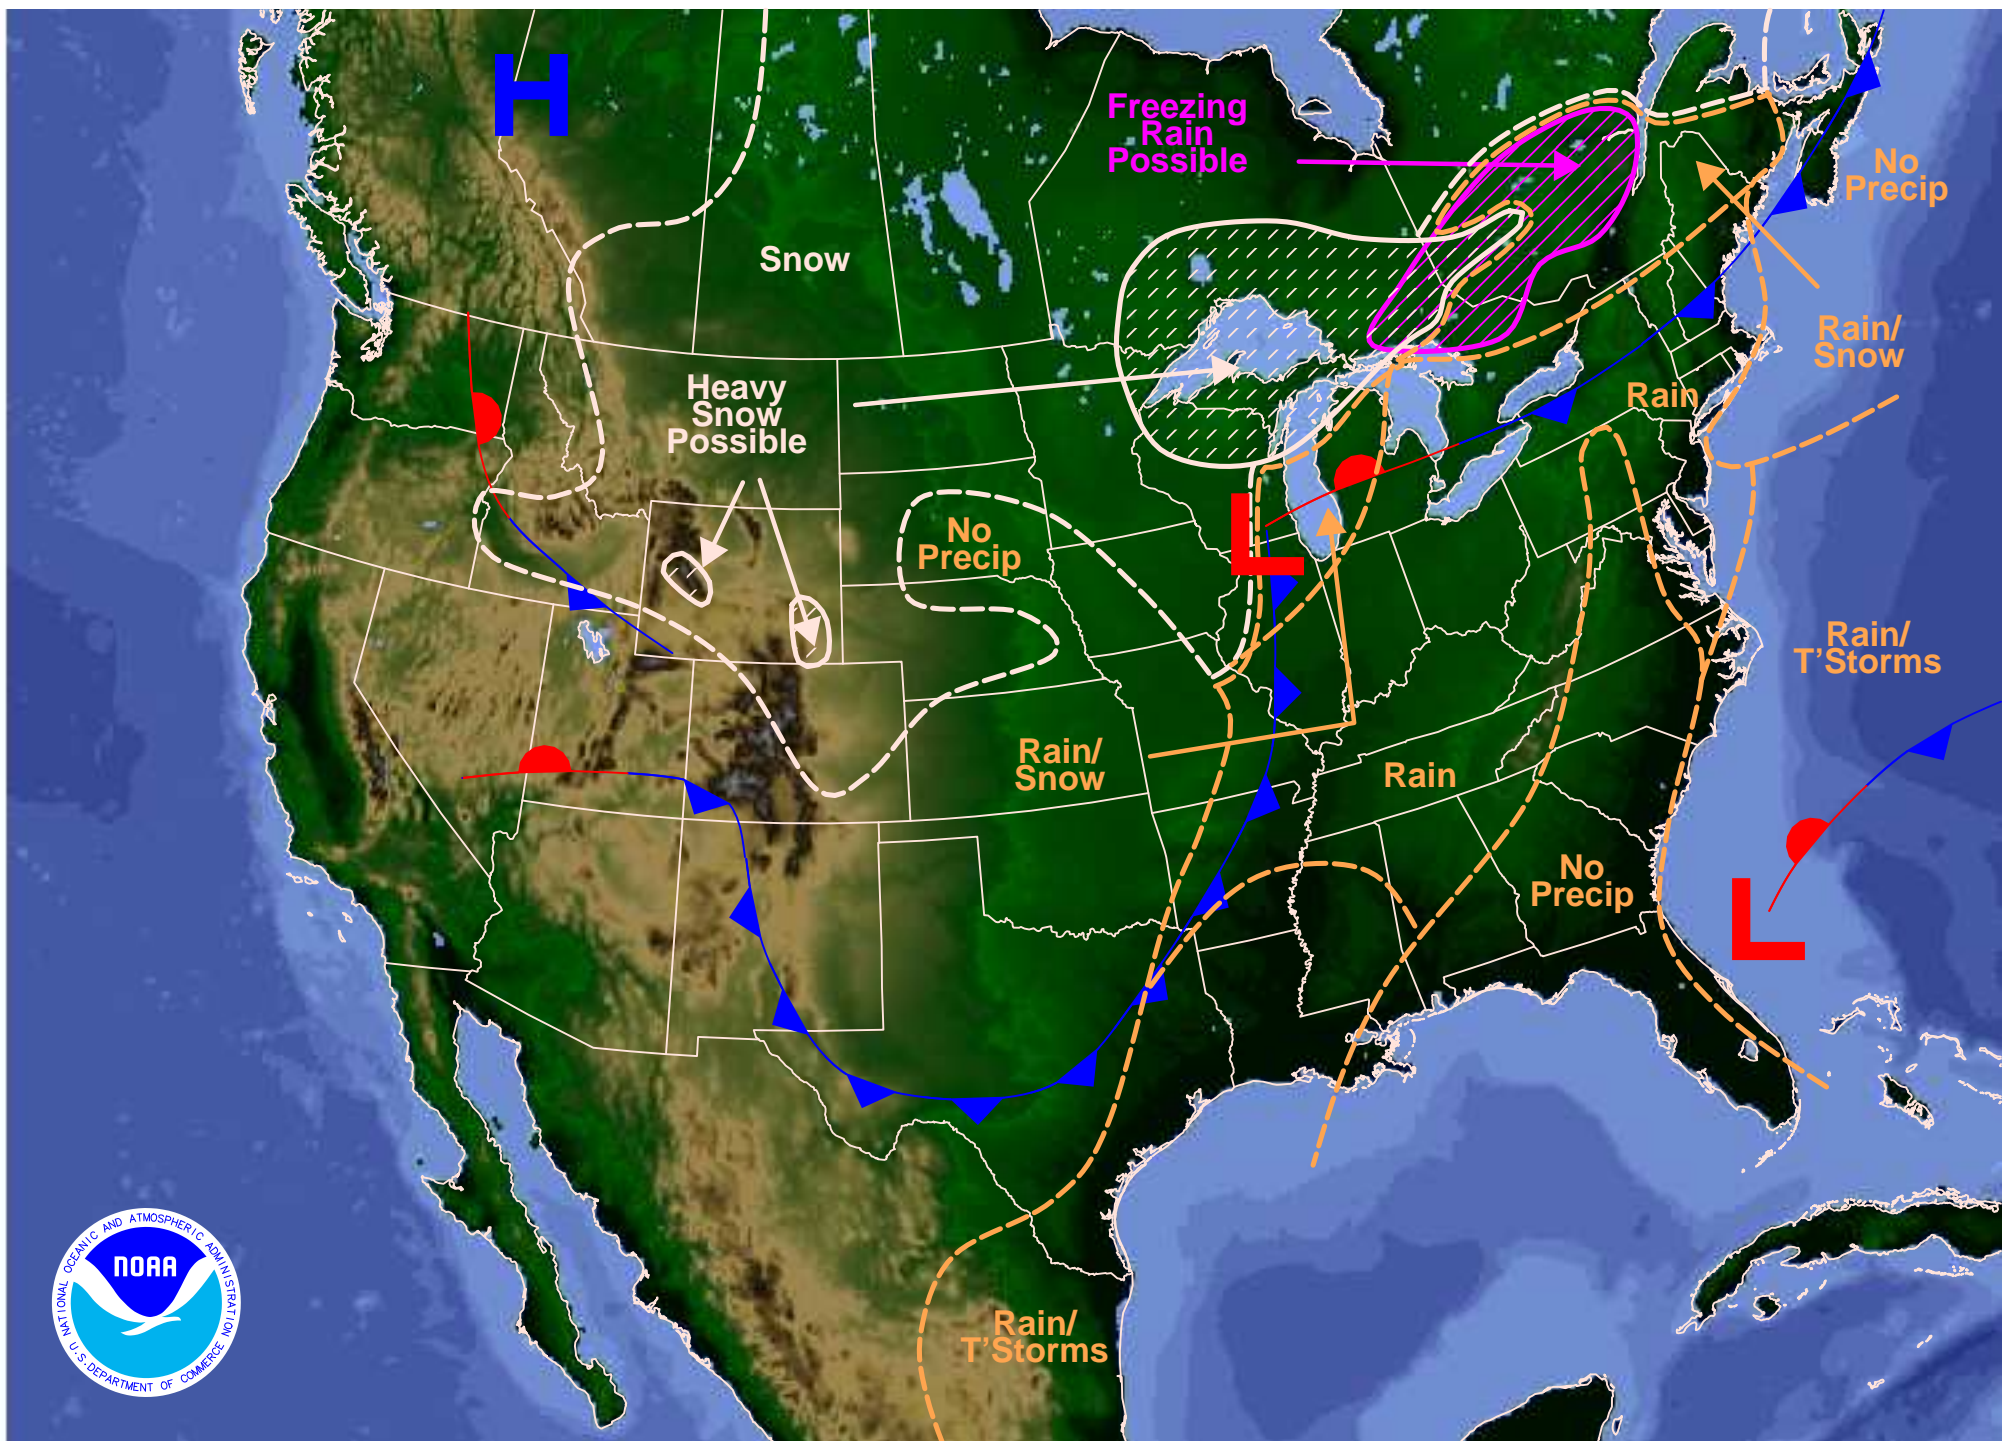 H
Freezing
Rain
Possible
No
Precip
Snow
Rain/
Snow
Heavy
Snow
Possible
Rain
No
Precip
L
Rain/
T'Storms
Rain/
Snow
Rain
No
Precip
L
NATIONAL OCEANIC AND ATMOSPHERIC ADMINISTRATION
NOAA
U.S. DEPARTMENT OF COMMERCE
Rain/
T'Storms